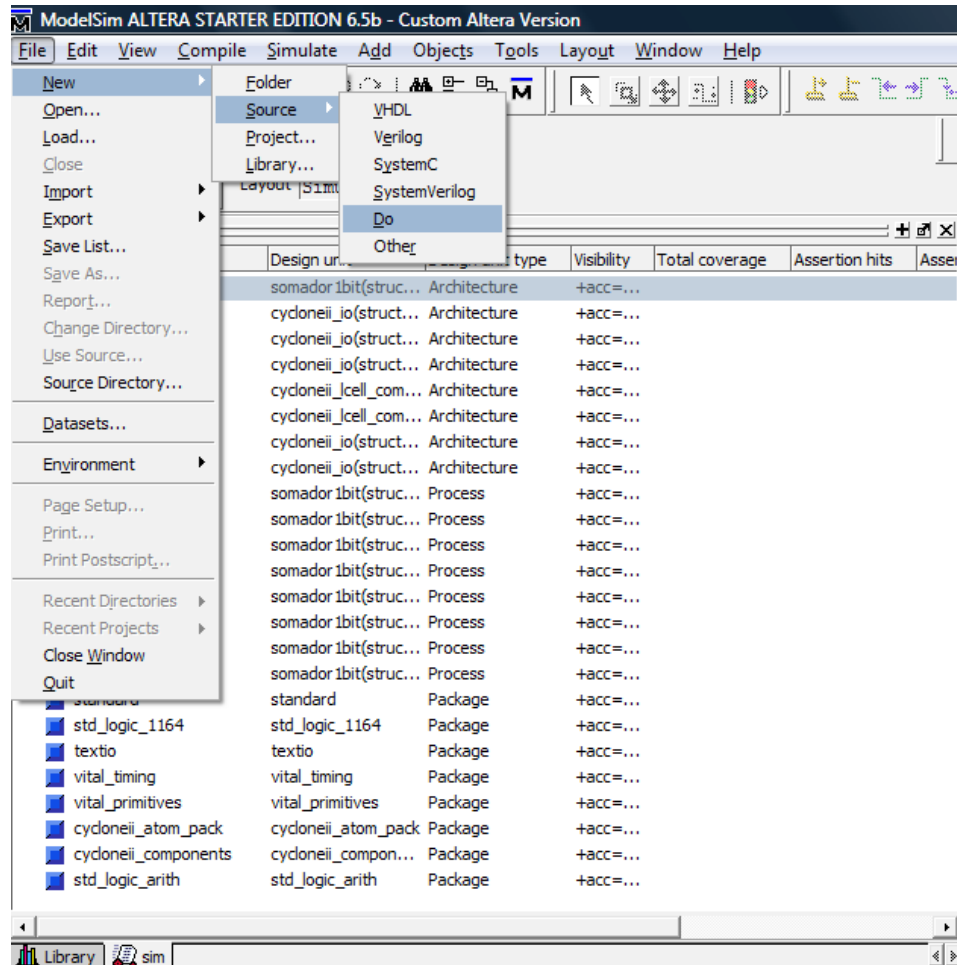 ModelSim ALTERA STARTER EDITION 6.5b - Custom Altera Version
File Edit View Compile Simulate Add Objects Tools Layout Window Help
New
Open...
Load...
Close
Import
Export
Save List...
Save As...
Report...
Change Directory...
Use Source...
Source Directory...
Datasets...
Environment
Page Setup...
Print...
Print Postscript...
Recent Directories
Recent Projects
Close Window
Quit
Folder
Source
Project...
Library...
VHDL
Verilog
SystemC
SystemVerilog
Do
Other
Layout
Design type Visibility Total coverage Assertion hits
somador1bit(struc... Architecture +acc=...
cycloneii_io(struct... Architecture +acc=...
cycloneii_io(struct... Architecture +acc=...
cycloneii_io(struct... Architecture +acc=...
cycloneii_lcell_com... Architecture +acc=...
cycloneii_lcell_com... Architecture +acc=...
cycloneii_io(struct... Architecture +acc=...
cycloneii_io(struct... Architecture +acc=...
somador1bit(struc... Process +acc=...
somador1bit(struc... Process +acc=...
somador1bit(struc... Process +acc=...
somador1bit(struc... Process +acc=...
somador1bit(struc... Process +acc=...
somador1bit(struc... Process +acc=...
somador1bit(struc... Process +acc=...
somador1bit(struc... Process +acc=...
standard standard Package +acc=...
std_logic_1164 std_logic_1164 Package +acc=...
textio textio Package +acc=...
vital_timing vital_timing Package +acc=...
vital_primitives vital_primitives Package +acc=...
cycloneii_atom_pack cycloneii_atom_pack Package +acc=...
cycloneii_components cycloneii_compon... Package +acc=...
std_logic_arith std_logic_arith Package +acc=...
Library sim